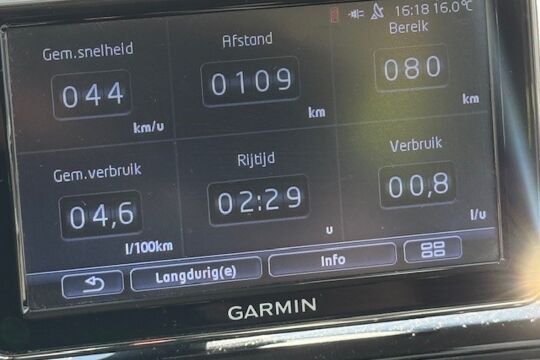 16:18 16.0°C
Gem.snelheid
044
km/u
Afstand
0109
km
Bereik
080
km
Gem.verbruik
04,6
l/100km
Rijtijd
02:29
u
Verbruik
00,8
l/u
Langdurig(e)
Info
GARMIN